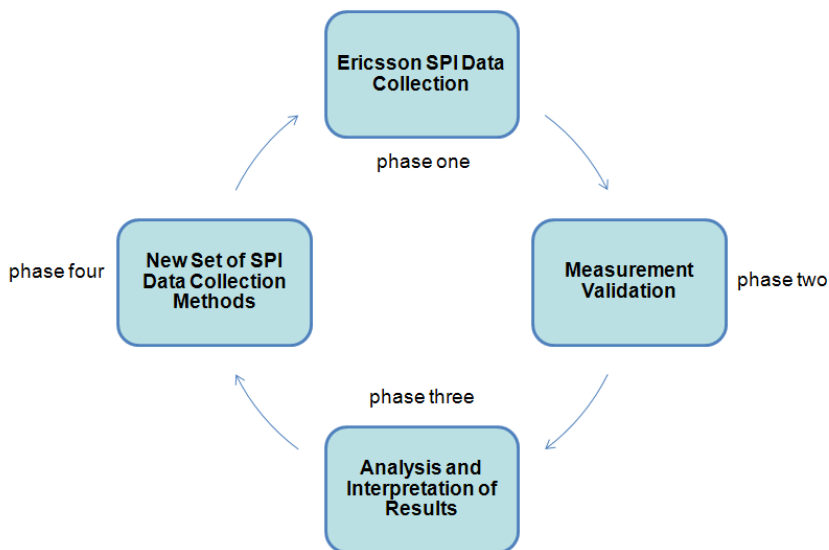 Ericsson SPI Data
Collection
phase one
New Set of SPI
Data Collection
Methods
phase four
Measurement
Validation
phase two
phase three
Analysis and
Interpretation of
Results